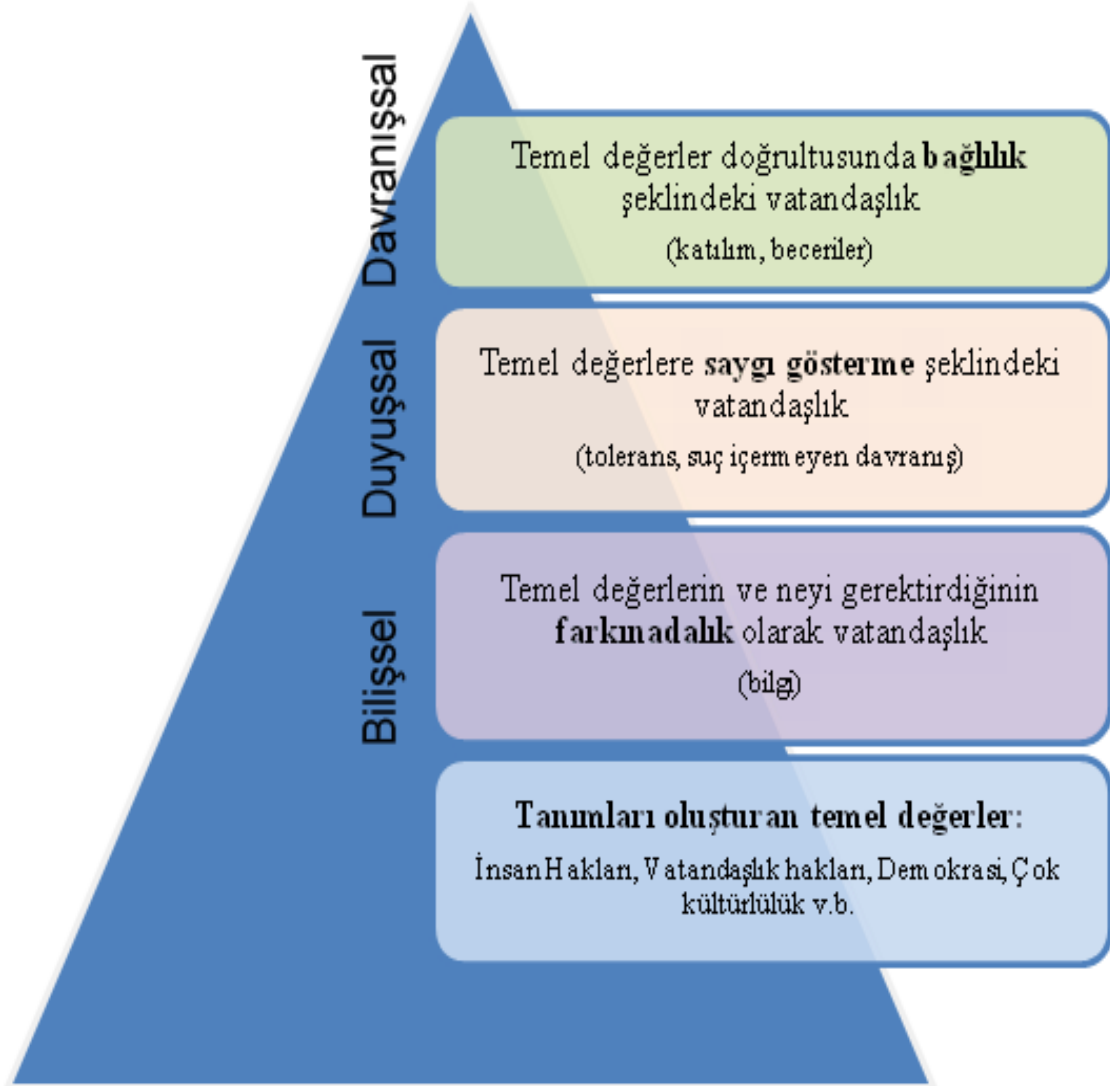 Davranışsal
Temel değerler doğrultusunda bağlılık
şeklindeki vatandaşlık
(katılım, beceriler)
Duyuşsal
Temel değerlere saygı gösterme şeklindeki
vatandaşlık
(tolerans, suç içermeyen davranış)
Bilişsel
Temel değerlerin ve neyi gerektirdiğinin
farkınadalık olarak vatandaşlık
(bilgi)
Tanımları oluşturan temel değerler:
İnsan Hakları, Vatandaşlık hakları, Demokrasi, Çok
kültürlülük v.b.